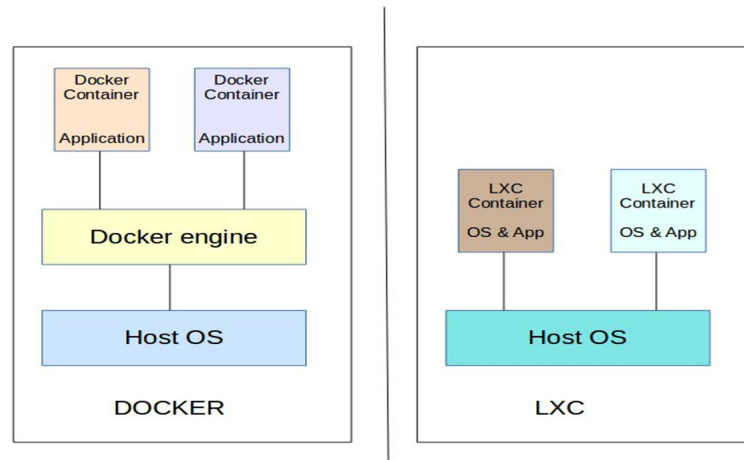 Docker
Container
Application
Docker
Container
Application
Docker engine
Host OS
DOCKER
LXC
Container
OS & App
LXC
Container
OS & App
Host OS
LXC